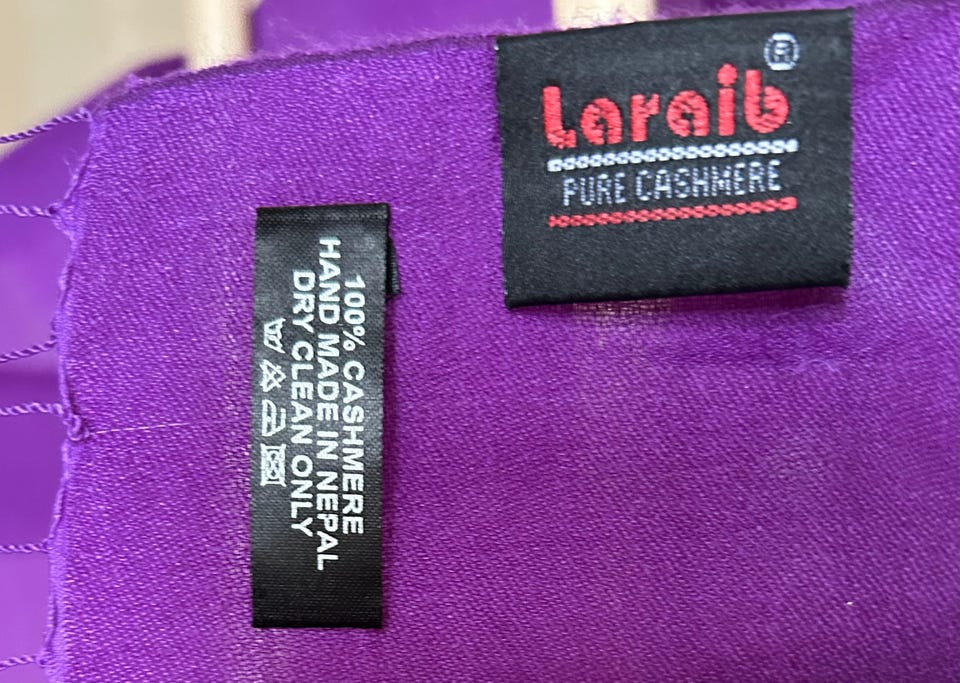 Laraib®
PURE CASHMERE
100% CASHMERE
HAND MADE IN NEPAL
DRY CLEAN ONLY